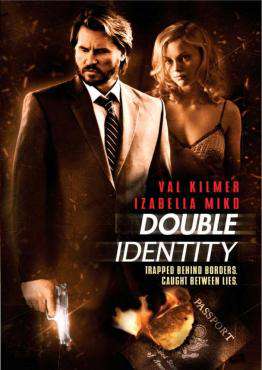 VAL KILMER
IZABELLA MIKO
DOUBLE
IDENTITY
TRAPPED BEHIND BORDERS.
CAUGHT BETWEEN LIES.
PASSPORT